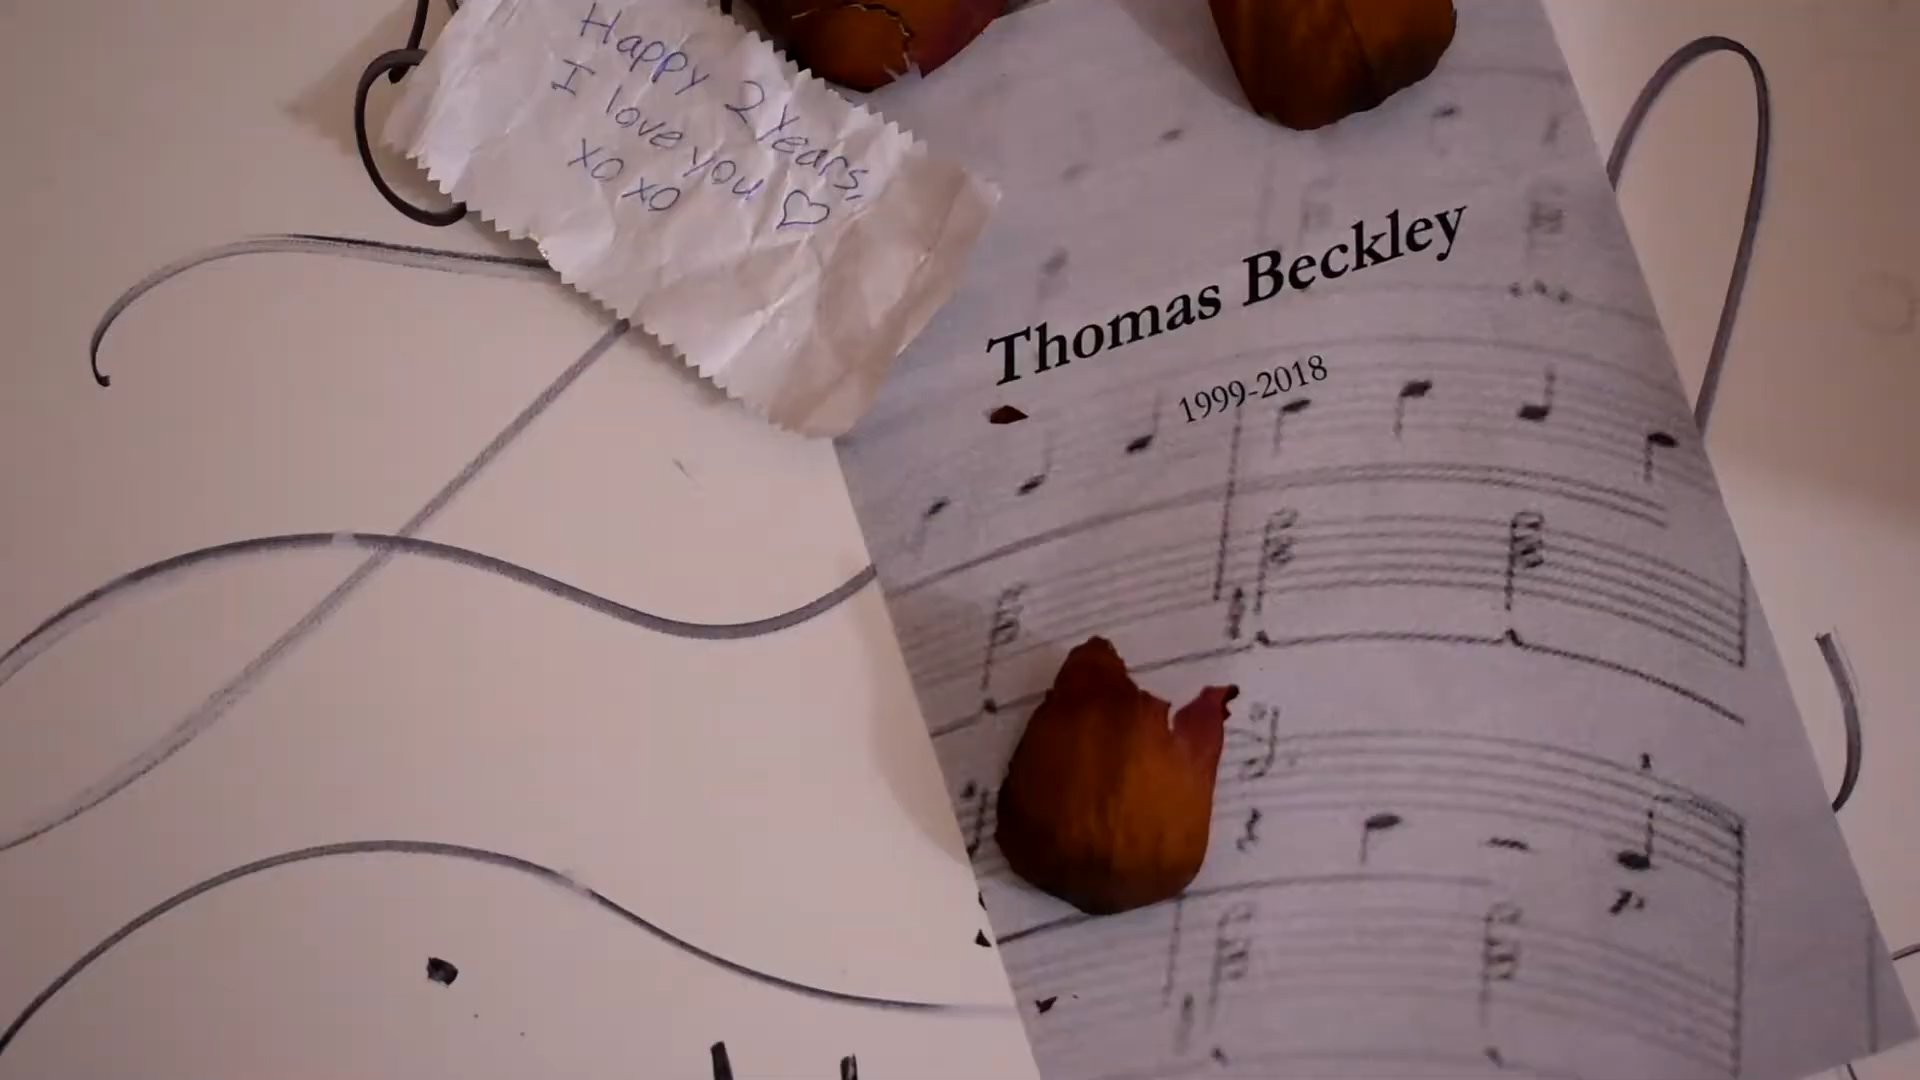 Happy 2 Years,
I love you ♡
xo xo
Thomas Beckley
1999-2018